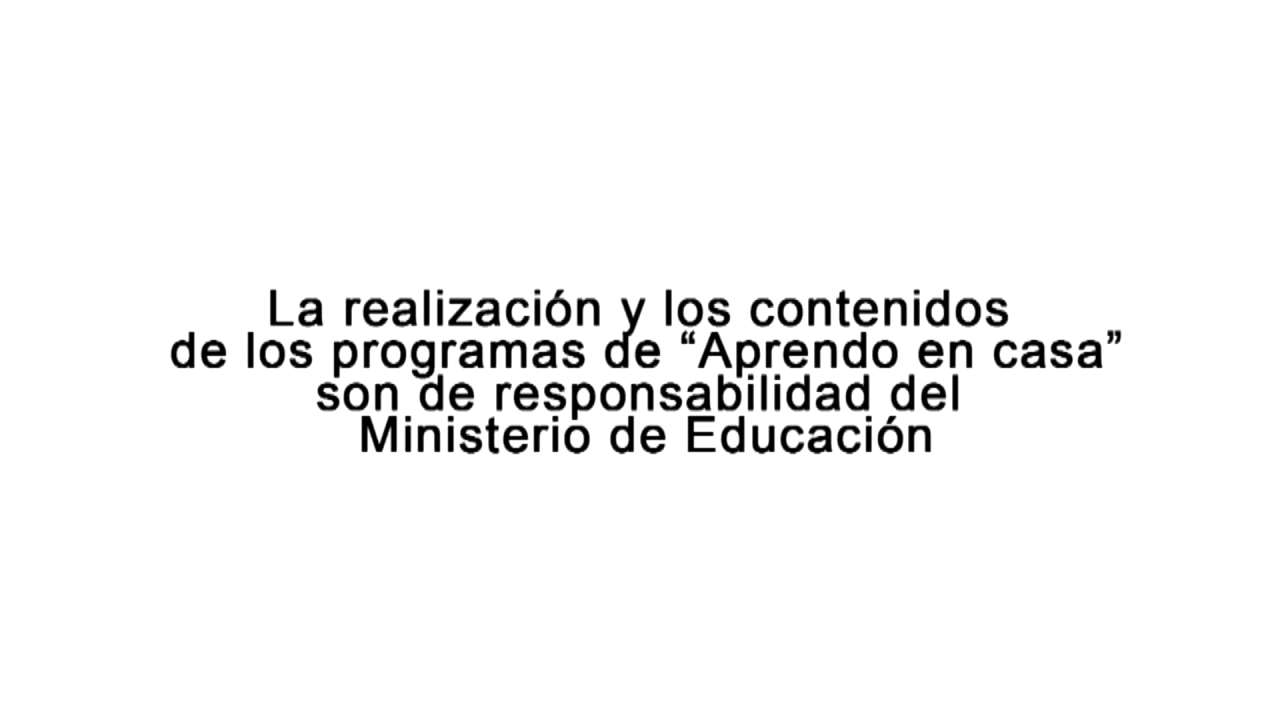 La realización y los contenidos
de los programas de “Aprendo en casa”
son de responsabilidad del
Ministerio de Educación